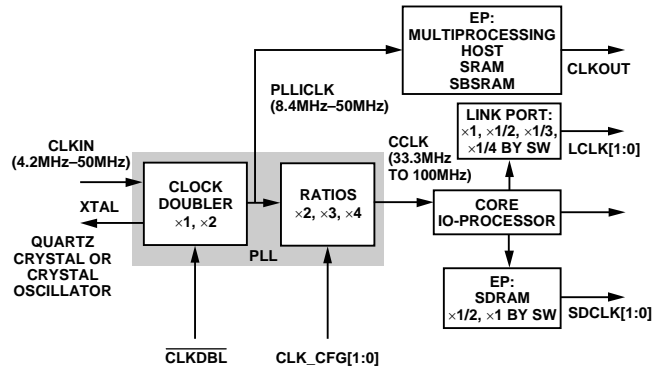 EP:
MULTIPROCESSING
HOST
SRAM
SBSRAM
CLKOUT
PLLICLK
(8.4MHz–50MHz)
CLKIN
(4.2MHz–50MHz)
CLOCK
DOUBLER
×1, ×2
XTAL
QUARTZ
CRYSTAL OR
CRYSTAL
OSCILLATOR
RATIOS
×2, ×3, ×4
PLL
CCLK
(33.3MHz
TO 100MHz)
LINK PORT:
×1, ×1/2, ×1/3,
×1/4 BY SW
LCLK[1:0]
CORE
IO-PROCESSOR
EP:
SDRAM
×1/2, ×1 BY SW
SDCLK[1:0]
CLKDBL
CLK_CFG[1:0]